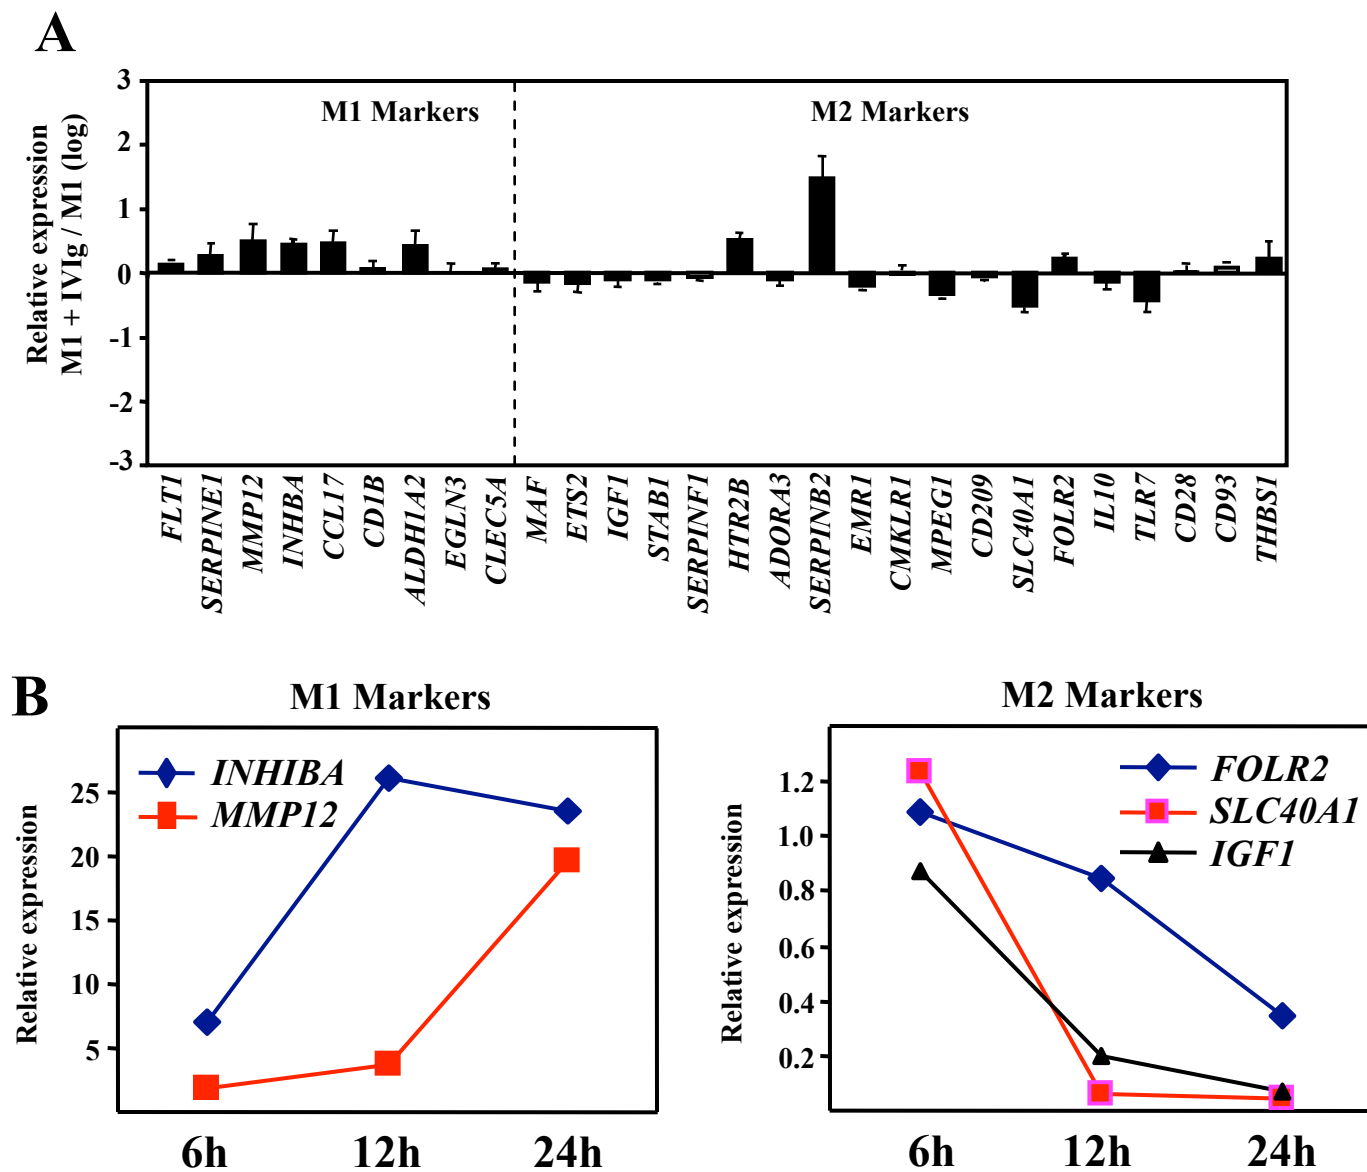 A
M1 Markers
M2 Markers
Relative expression
M1 + IVIg / M1 (log)
3
2
1
0
-1
-2
-3
FLT1
SERPINE1
MMP12
INHBA
CCL17
CD1B
ALDH1A2
EGLN3
CLEC5A
MAF
ETS2
IGF1
STAB1
SERPINF1
HTR2B
ADORA3
SERPINB2
EMR1
CMKLR1
MPEG1
CD209
SLC40A1
FOLR2
IL10
TLR7
CD28
CD93
THBS1
B
M1 Markers
INHIBA
MMP12
Relative expression
25
20
15
10
5
6h
12h
24h
M2 Markers
FOLR2
SLC40A1
IGF1
Relative expression
1.2
1.0
0.8
0.6
0.4
0.2
6h
12h
24h